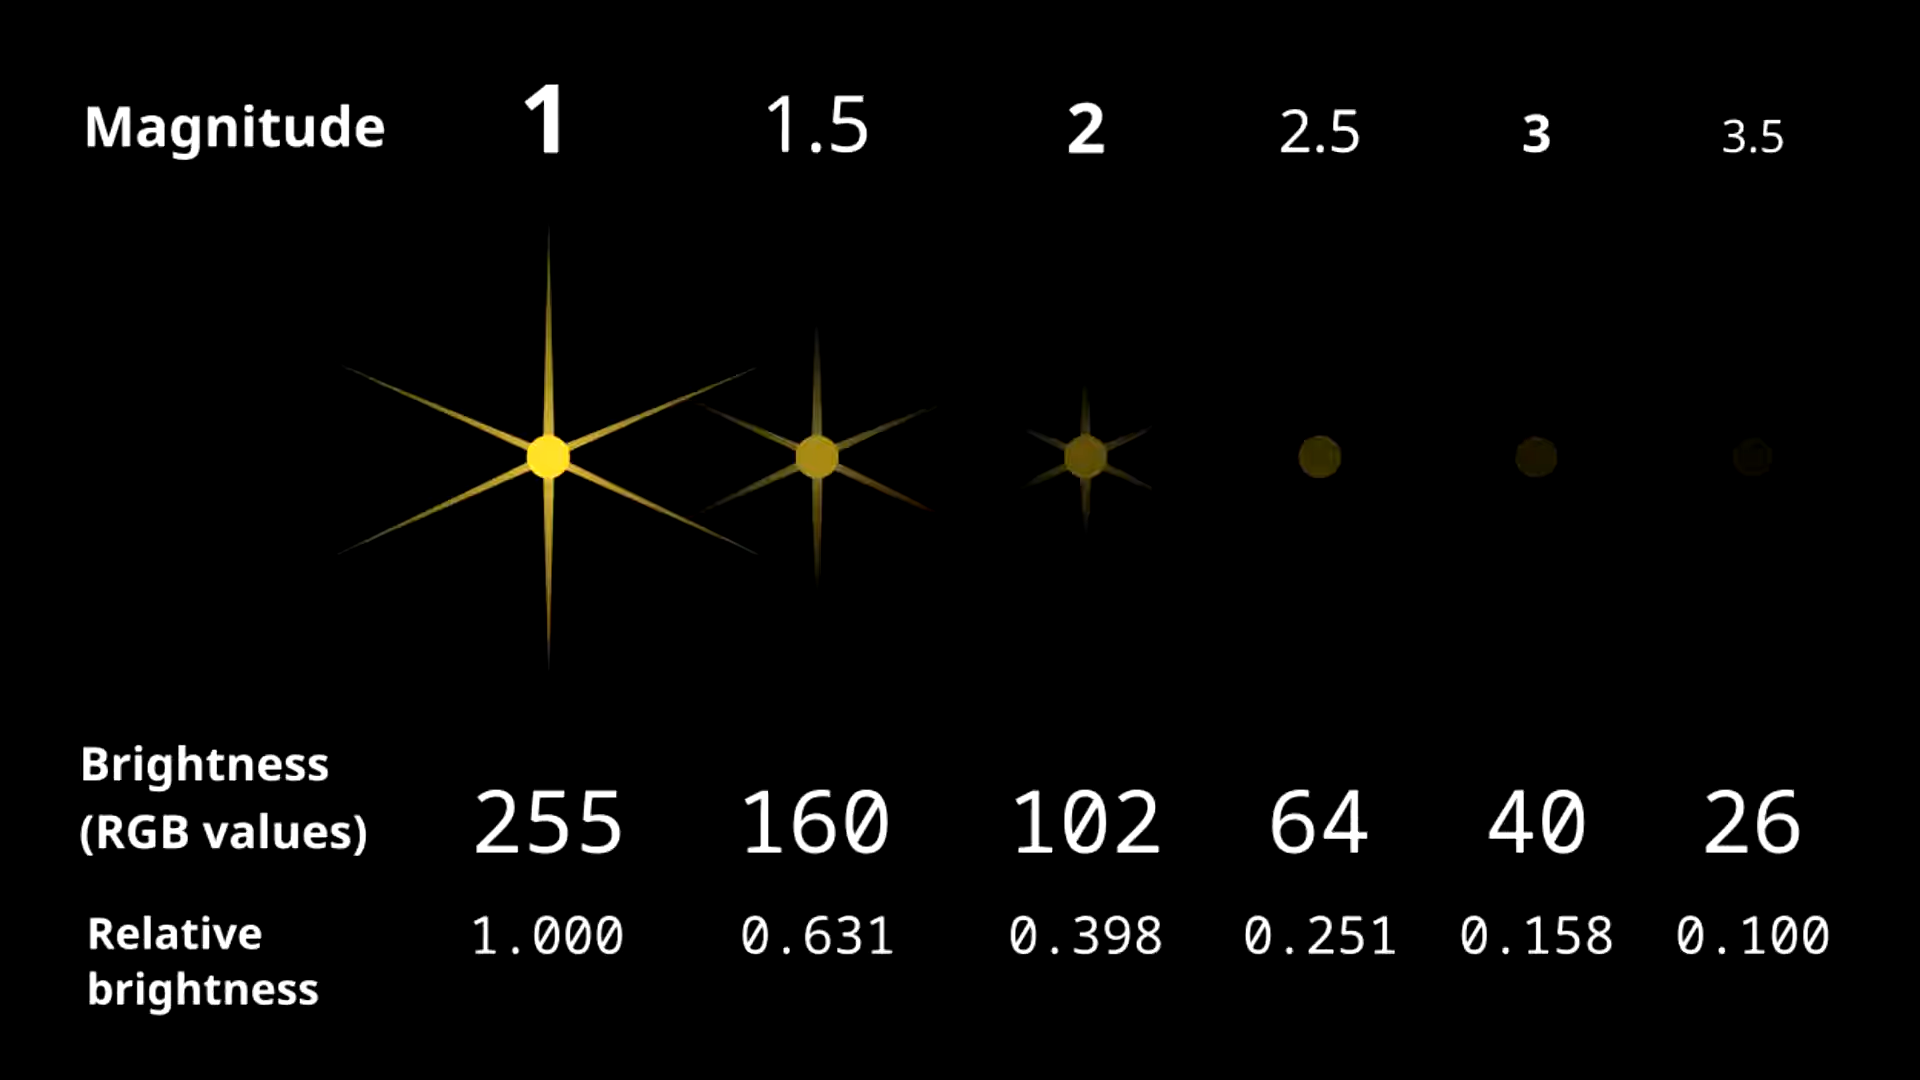 Magnitude 1 1.5 2 2.5 3 3.5
Brightness
(RGB values) 255 160 102 64 40 26
Relative 1.000 0.631 0.398 0.251 0.158 0.100
brightness